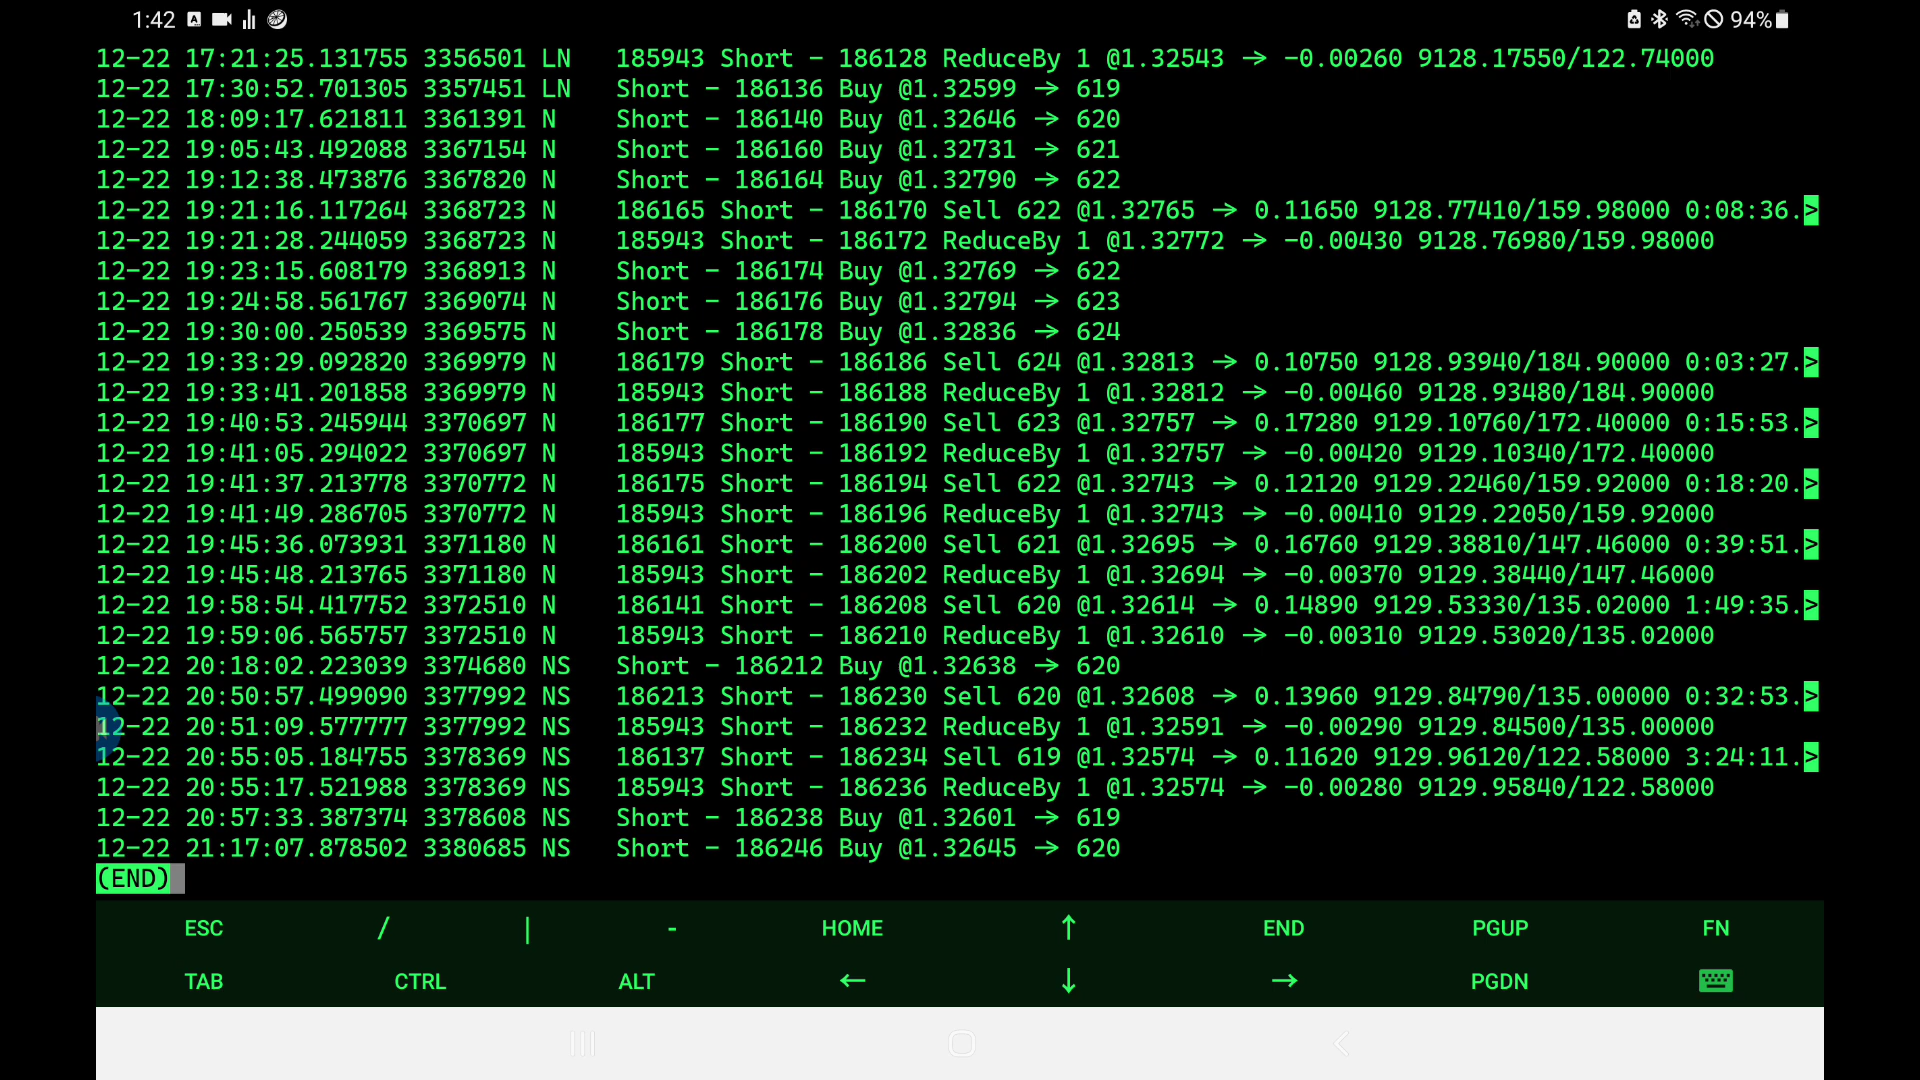 1:42 94%
12-22 17:21:25.131755 3356501 LN 185943 Short - 186128 ReduceBy 1 @1.32543 -> -0.00260 9128.17550/122.74000
12-22 17:30:52.701305 3357451 LN Short - 186136 Buy @1.32599 -> 619
12-22 18:09:17.621811 3361391 N Short - 186140 Buy @1.32646 -> 620
12-22 19:05:43.492088 3367154 N Short - 186160 Buy @1.32731 -> 621
12-22 19:12:38.473876 3367820 N Short - 186164 Buy @1.32790 -> 622
12-22 19:21:16.117264 3368723 N 186165 Short - 186170 Sell 622 @1.32765 -> 0.11650 9128.77410/159.98000 0:08:36.>
12-22 19:21:28.244059 3368723 N 185943 Short - 186172 ReduceBy 1 @1.32772 -> -0.00430 9128.76980/159.98000
12-22 19:23:15.608179 3368913 N Short - 186174 Buy @1.32769 -> 622
12-22 19:24:58.561767 3369074 N Short - 186176 Buy @1.32794 -> 623
12-22 19:30:00.250539 3369575 N Short - 186178 Buy @1.32836 -> 624
12-22 19:33:29.092820 3369979 N 186179 Short - 186186 Sell 624 @1.32813 -> 0.10750 9128.93940/184.90000 0:03:27.>
12-22 19:33:41.201858 3369979 N 185943 Short - 186188 ReduceBy 1 @1.32812 -> -0.00460 9128.93480/184.90000
12-22 19:40:53.245944 3370697 N 186177 Short - 186190 Sell 623 @1.32757 -> 0.17280 9129.10760/172.40000 0:15:53.>
12-22 19:41:05.294022 3370697 N 185943 Short - 186192 ReduceBy 1 @1.32757 -> -0.00420 9129.10340/172.40000
12-22 19:41:37.213778 3370772 N 186175 Short - 186194 Sell 622 @1.32743 -> 0.12120 9129.22460/159.92000 0:18:20.>
12-22 19:41:49.286705 3370772 N 185943 Short - 186196 ReduceBy 1 @1.32743 -> -0.00410 9129.22050/159.92000
12-22 19:45:36.073931 3371180 N 186161 Short - 186200 Sell 621 @1.32695 -> 0.16760 9129.38810/147.46000 0:39:51.>
12-22 19:45:48.213765 3371180 N 185943 Short - 186202 ReduceBy 1 @1.32694 -> -0.00370 9129.38440/147.46000
12-22 19:58:54.417752 3372510 N 186141 Short - 186208 Sell 620 @1.32614 -> 0.14890 9129.53330/135.02000 1:49:35.>
12-22 19:59:06.565757 3372510 N 185943 Short - 186210 ReduceBy 1 @1.32610 -> -0.00310 9129.53020/135.02000
12-22 20:18:02.223039 3374680 NS Short - 186212 Buy @1.32638 -> 620
12-22 20:50:57.499090 3377992 NS 186213 Short - 186230 Sell 620 @1.32608 -> 0.13960 9129.84790/135.00000 0:32:53.>
12-22 20:51:09.577777 3377992 NS 185943 Short - 186232 ReduceBy 1 @1.32591 -> -0.00290 9129.84500/135.00000
12-22 20:55:05.184755 3378369 NS 186137 Short - 186234 Sell 619 @1.32574 -> 0.11620 9129.96120/122.58000 3:24:11.>
12-22 20:55:17.521988 3378369 NS 185943 Short - 186236 ReduceBy 1 @1.32574 -> -0.00280 9129.95840/122.58000
12-22 20:57:33.387374 3378608 NS Short - 186238 Buy @1.32601 -> 619
12-22 21:17:07.878502 3380685 NS Short - 186246 Buy @1.32645 -> 620
(END)
ESC / | - HOME ↑ END PGUP FN
TAB CTRL ALT ← ↓ → PGDN